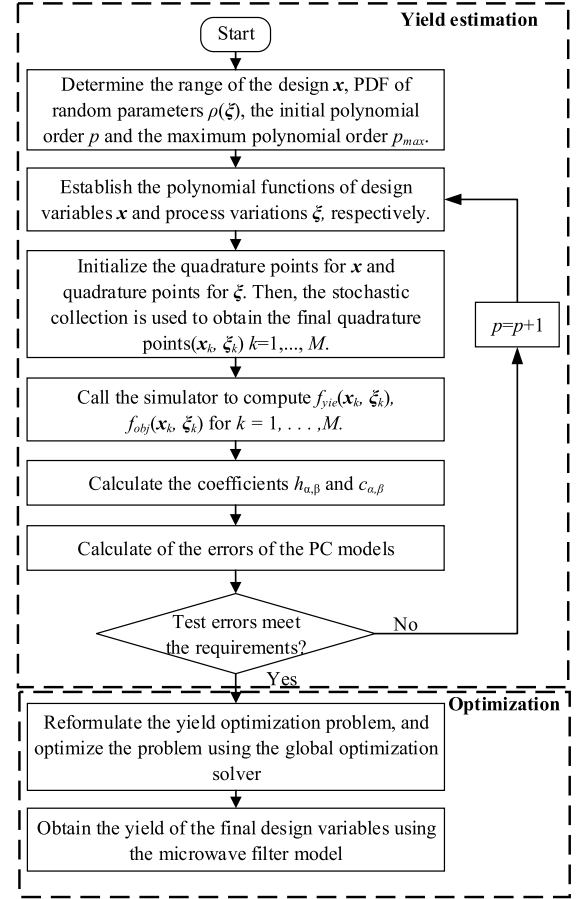 Yield estimation
Start
Determine the range of the design x, PDF of
random parameters ρ(ξ), the initial polynomial
order p and the maximum polynomial order pmax.
Establish the polynomial functions of design
variables x and process variations ξ, respectively.
Initialize the quadrature points for x and
quadrature points for ξ. Then, the stochastic
collection is used to obtain the final quadrature
points(xk, ξk) k=1,..., M.
p=p+1
Call the simulator to compute fyie(xk, ξk),
fobj(xk, ξk) for k = 1, . . . ,M.
Calculate the coefficients hα,β and cα,β
Calculate of the errors of the PC models
Test errors meet
the requirements?
No
Yes
Optimization
Reformulate the yield optimization problem, and
optimize the problem using the global optimization
solver
Obtain the yield of the final design variables using
the microwave filter model